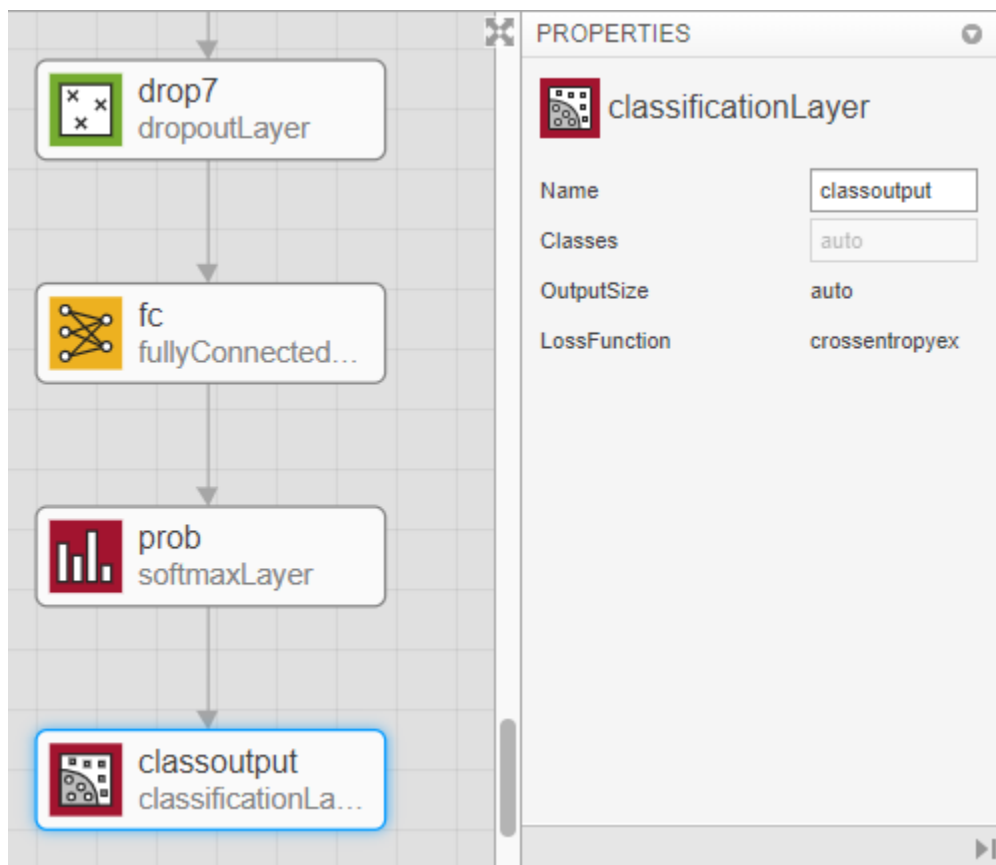 drop7
dropoutLayer
fc
fullyConnected...
prob
softmaxLayer
classoutput
classificationLa...
PROPERTIES
classificationLayer
Name classoutput
Classes auto
OutputSize auto
LossFunction crossentropyex